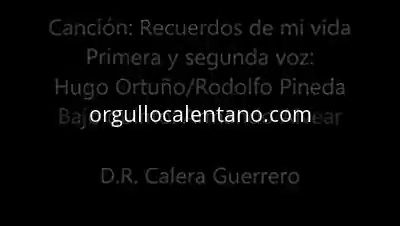 Canción: Recuerdos de mi vida
Primera y segunda voz:
Hugo Ortuño/Rodolfo Pineda
orgullocalentano.com
D.R. Calera Guerrero